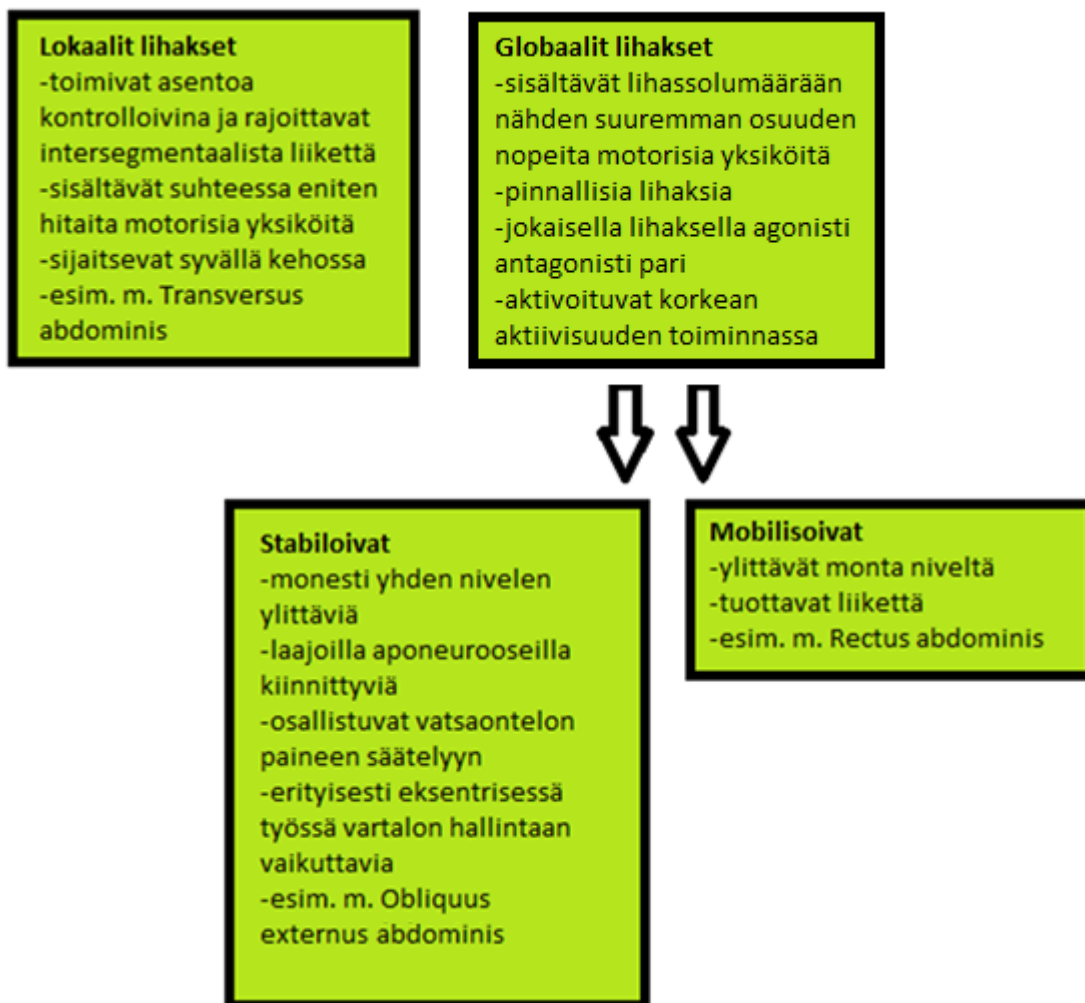 Lokaalit lihakset
-toimivat asentoa
kontrolloivina ja rajoittavat
intersegmentaalista liikettä
-sisältävät suhteessa eniten
hitaita motorisia yksiköitä
-sijaitsevat syvällä kehossa
-esim. m. Transversus
abdominis
Globaalit lihakset
-sisältävät lihassolumäärään
nähden suuremman osuuden
nopeita motorisia yksiköitä
-pinnallisia lihaksia
-jokaisella lihaksella agonisti
antagonisti pari
-aktivoituvat korkean
aktiivisuuden toiminnassa
Stabiloivat
-monesti yhden nivelen
ylittäviä
-laajoilla aponeurooseilla
kiinnittyviä
-osallistuvat vatsaontelon
paineen säätelyyn
-erityisesti eksentrisessä
työssä vartalon hallintaan
vaikuttavia
-esim. m. Obliquus
externus abdominis
Mobilisoivat
-ylittävät monta niveltä
-tuottavat liikettä
-esim. m. Rectus abdominis